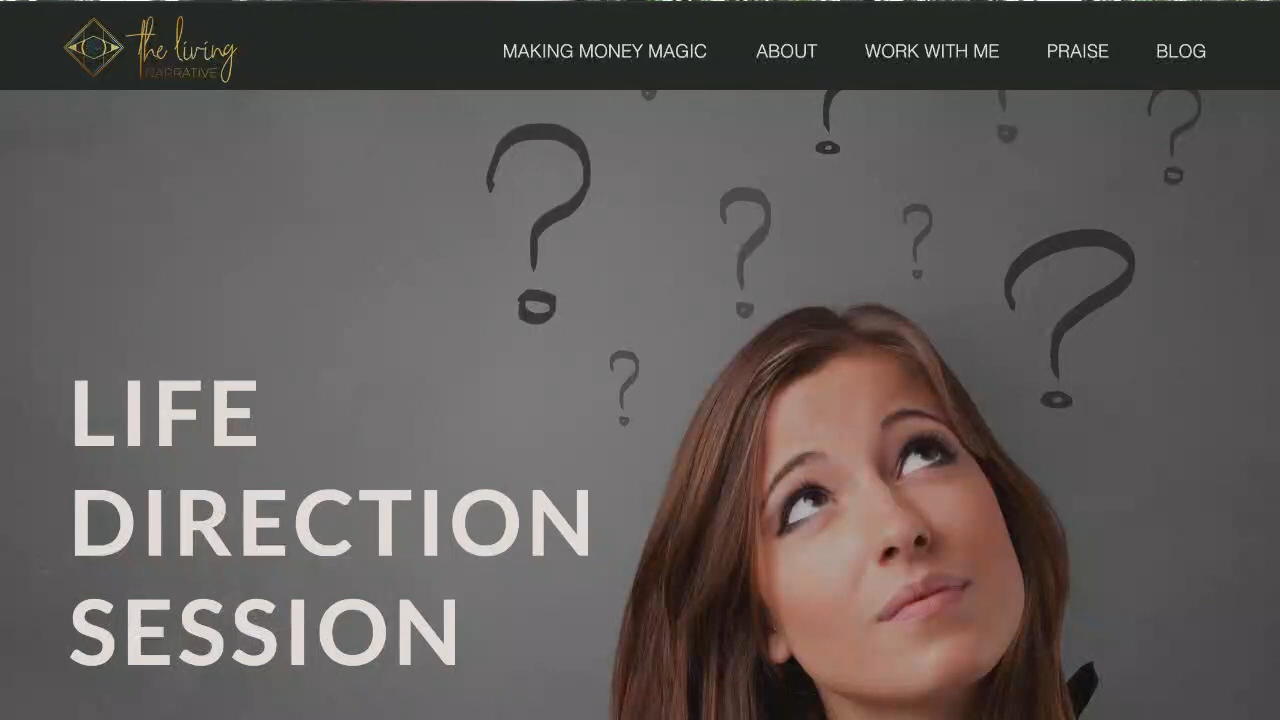 the living
NARRATIVE
MAKING MONEY MAGIC ABOUT WORK WITH ME PRAISE BLOG
? ? ? ? ? ? ? ? ?
LIFE
DIRECTION
SESSION